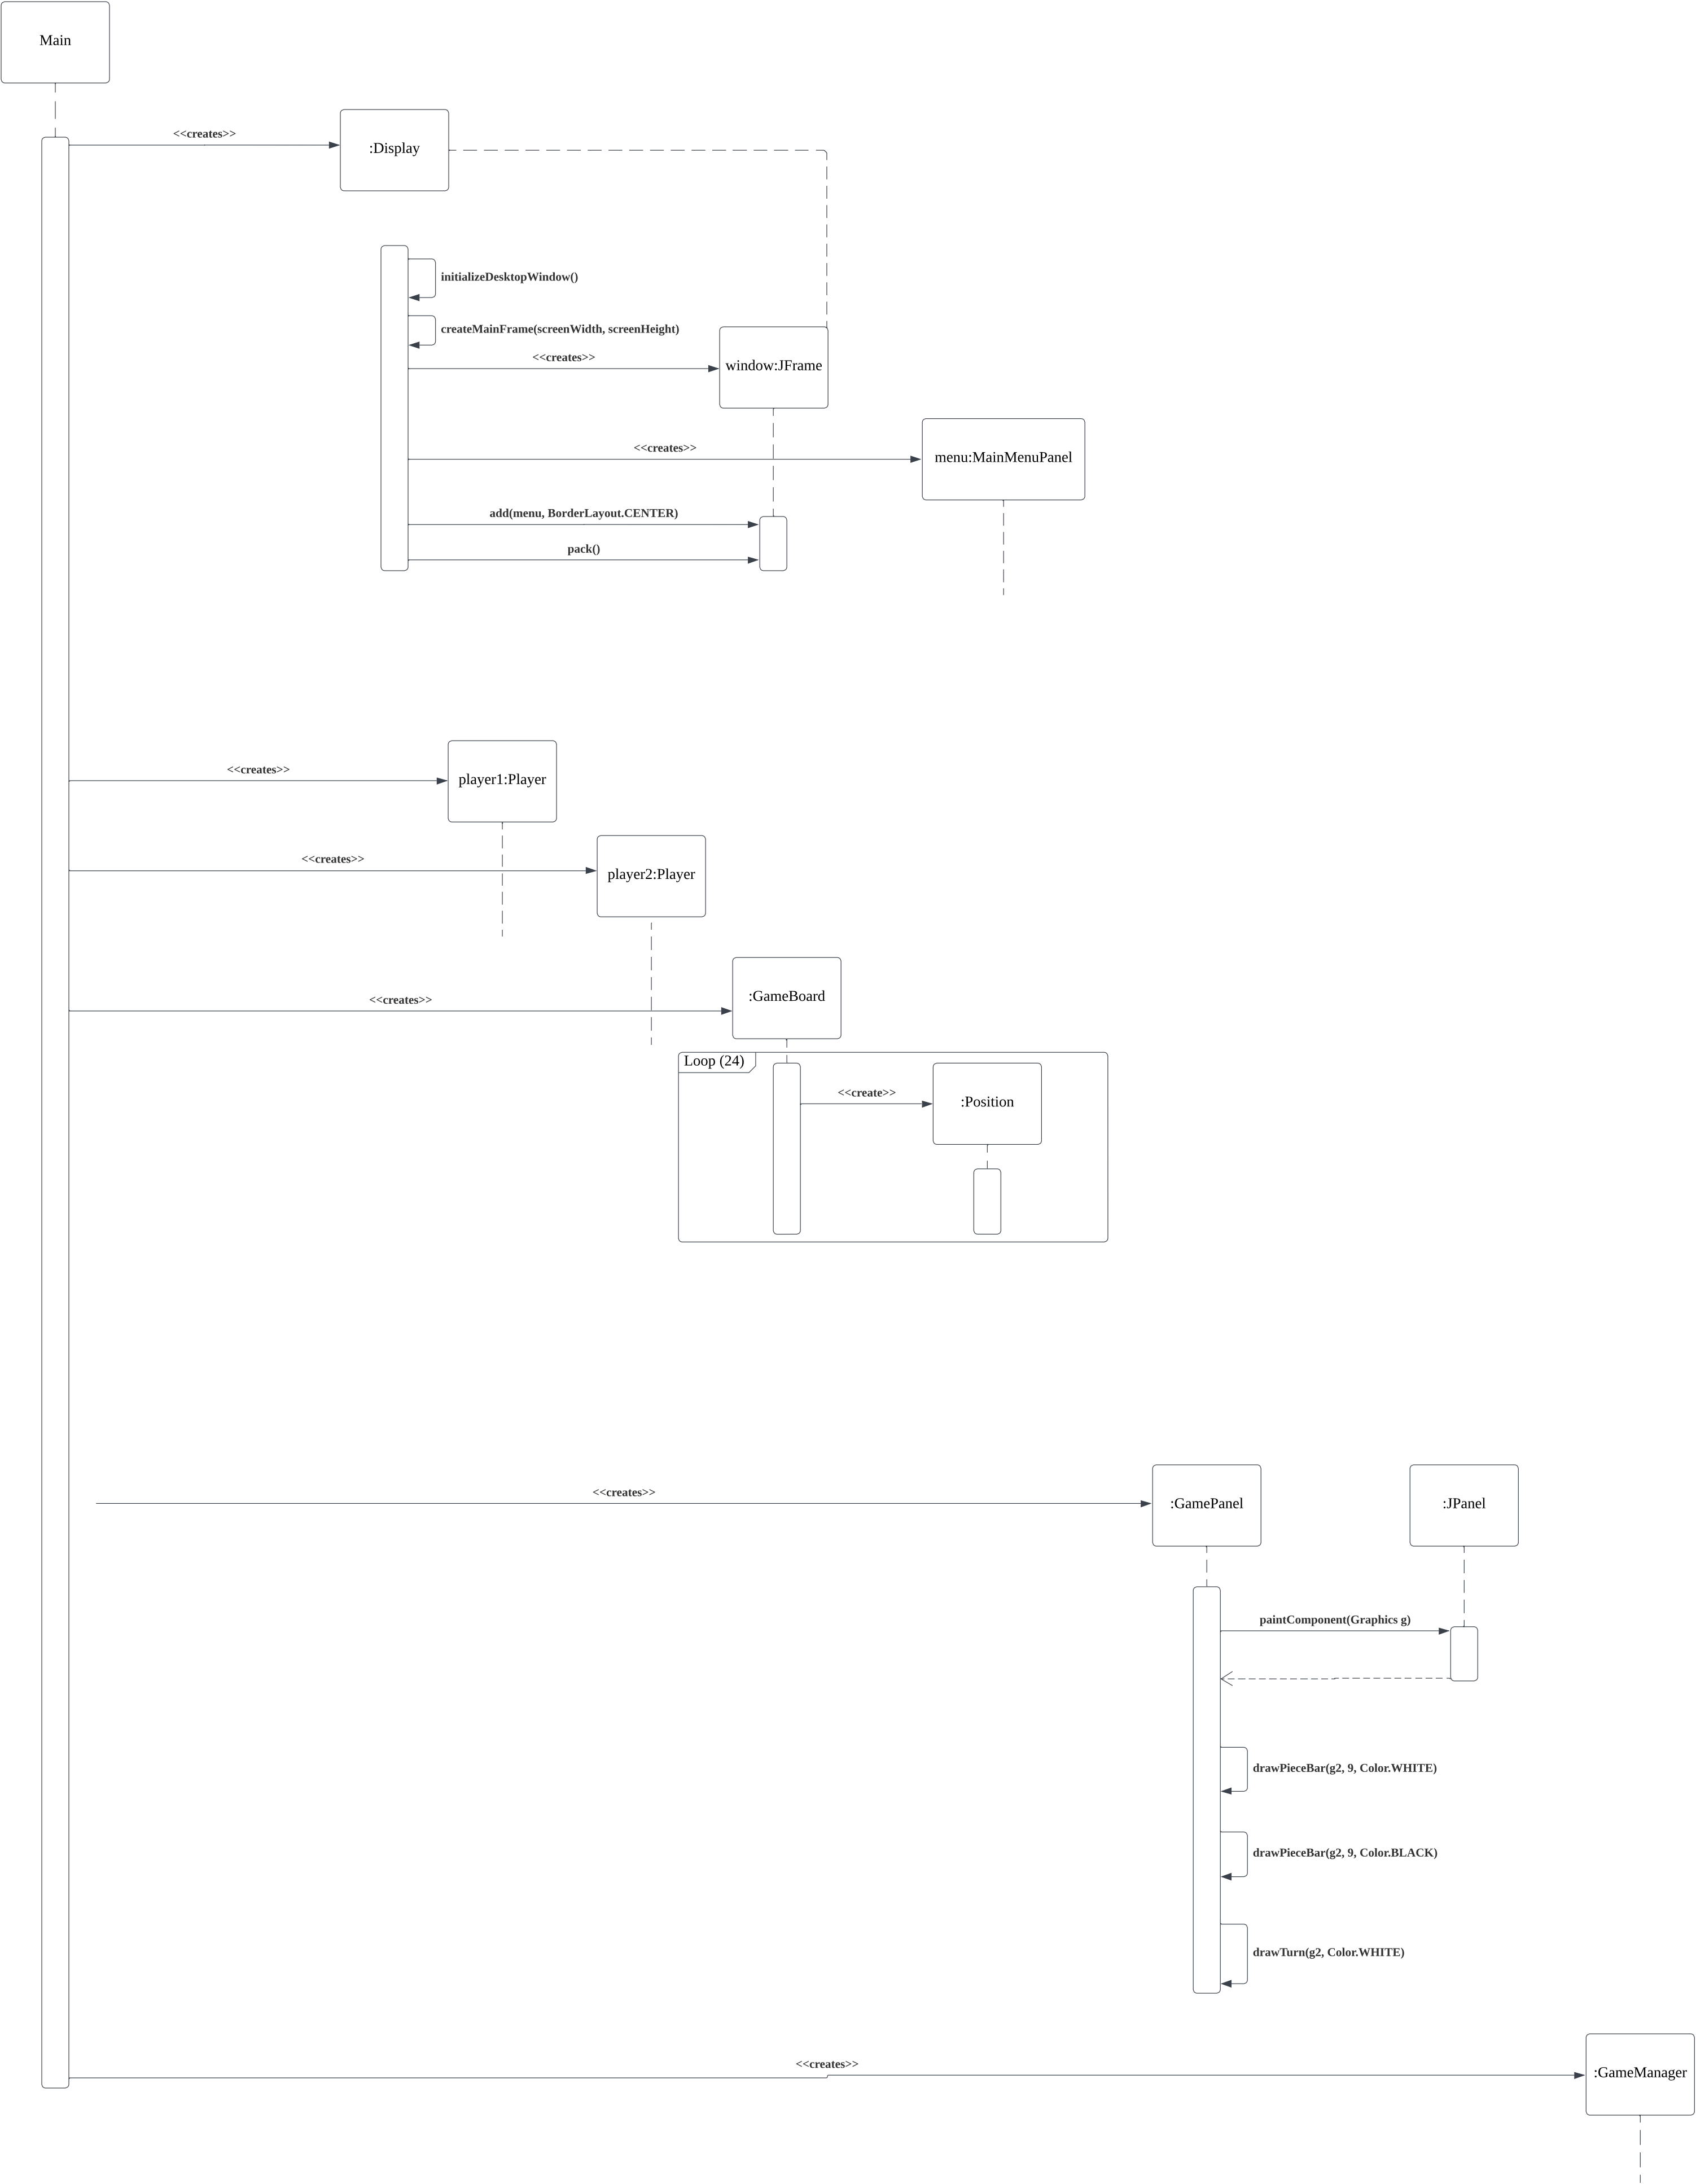 Main
<<creates>>
:Display
initializeDesktopWindow()
createMainFrame(screenWidth, screenHeight)
<<creates>>
window:JFrame
<<creates>>
menu:MainMenuPanel
add(menu, BorderLayout.CENTER)
pack()
<<creates>>
player1:Player
<<creates>>
player2:Player
<<creates>>
:GameBoard
Loop (24)
<<create>>
:Position
<<creates>>
:GamePanel
:JPanel
paintComponent(Graphics g)
drawPieceBar(g2, 9, Color.WHITE)
drawPieceBar(g2, 9, Color.BLACK)
drawTurn(g2, Color.WHITE)
<<creates>>
:GameManager